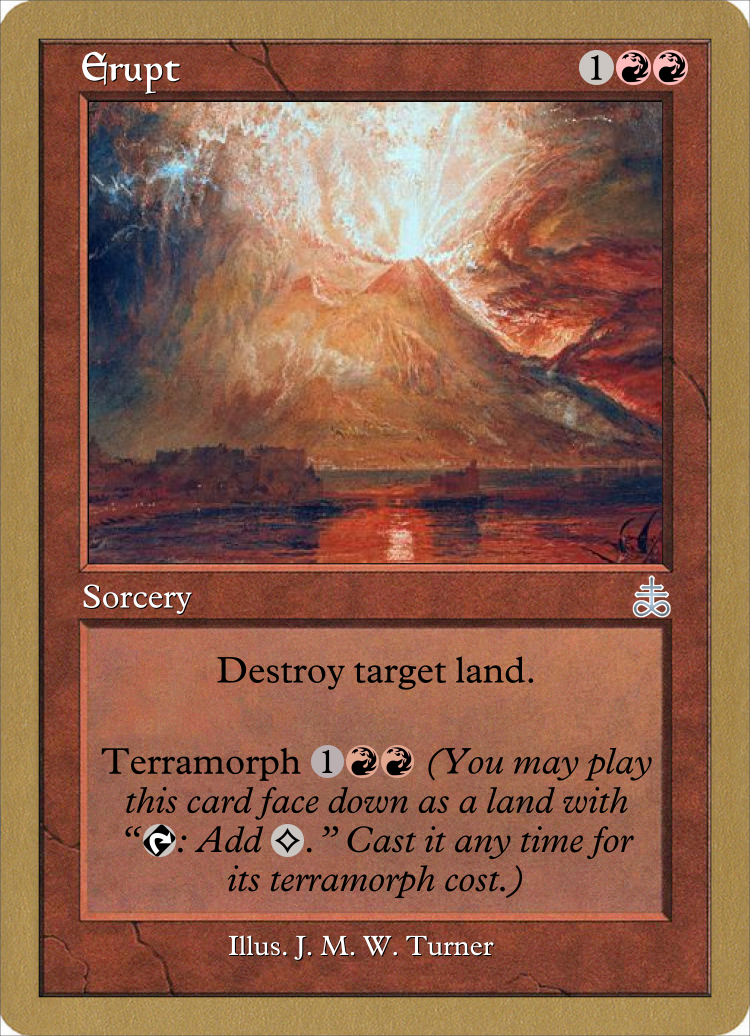 Erupt 1
Sorcery
Destroy target land.
Terramorph 1 (You may play
this card face down as a land with
“: Add .” Cast it any time for
its terramorph cost.)
Illus. J. M. W. Turner